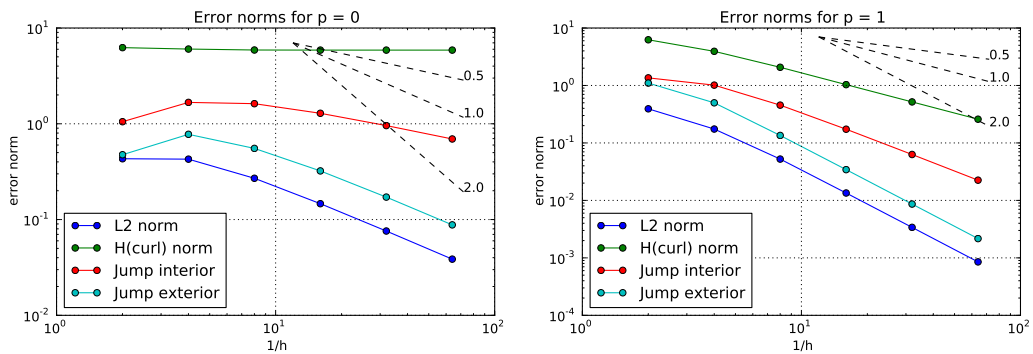 Error norms for p = 0
10^1
10^0
10^-1
10^-2
error norm
0.5
1.0
2.0
L2 norm
H(curl) norm
Jump interior
Jump exterior
10^0
10^1
10^2
1/h
Error norms for p = 1
10^1
10^0
10^-1
10^-2
10^-3
10^-4
error norm
0.5
1.0
2.0
L2 norm
H(curl) norm
Jump interior
Jump exterior
10^0
10^1
10^2
1/h